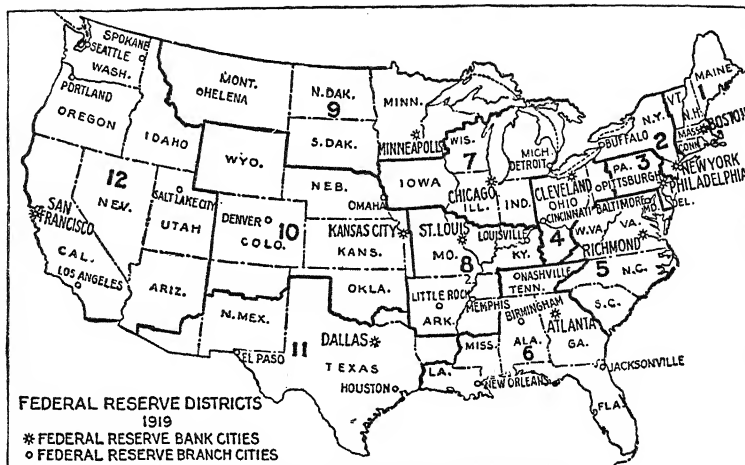 SPOKANE
SEATTLE
WASH.
MONT.
HELENA
N.DAK.
9
MINN.
MAINE
1
VT.
N.H.
PORTLAND
OREGON
IDAHO
S.DAK.
MINNEAPOLIS
WIS.
7
MICH.
DETROIT
BUFFALO
N.Y.
2
MASS.
BOSTON
CONN.
WYO.
IOWA
CHICAGO
ILL.
IND.
CLEVELAND
OHIO
CINCINNATI
PA.
3
PITTSBURGH
NEW YORK
PHILADELPHIA
12
NEV.
SALT LAKE CITY
UTAH
NEB.
OMAHA
BALTIMORE
DEL.
SAN
FRANCISCO
CAL.
LOS ANGELES
DENVER
COLO.
10
KANSAS CITY
KANS.
ST. LOUIS
MO.
8
LOUISVILLE
KY.
4
W.VA.
VA.
RICHMOND
5
N.C.
ARIZ.
N.MEX.
OKLA.
LITTLE ROCK
ARK.
NASHVILLE
TENN.
MEMPHIS
BIRMINGHAM
ALA.
6
ATLANTA
GA.
S.C.
EL PASO
11
DALLAS
TEXAS
HOUSTON
MISS.
LA.
NEW ORLEANS
JACKSONVILLE
FLA.
FEDERAL RESERVE DISTRICTS
1919
FEDERAL RESERVE BANK CITIES
FEDERAL RESERVE BRANCH CITIES